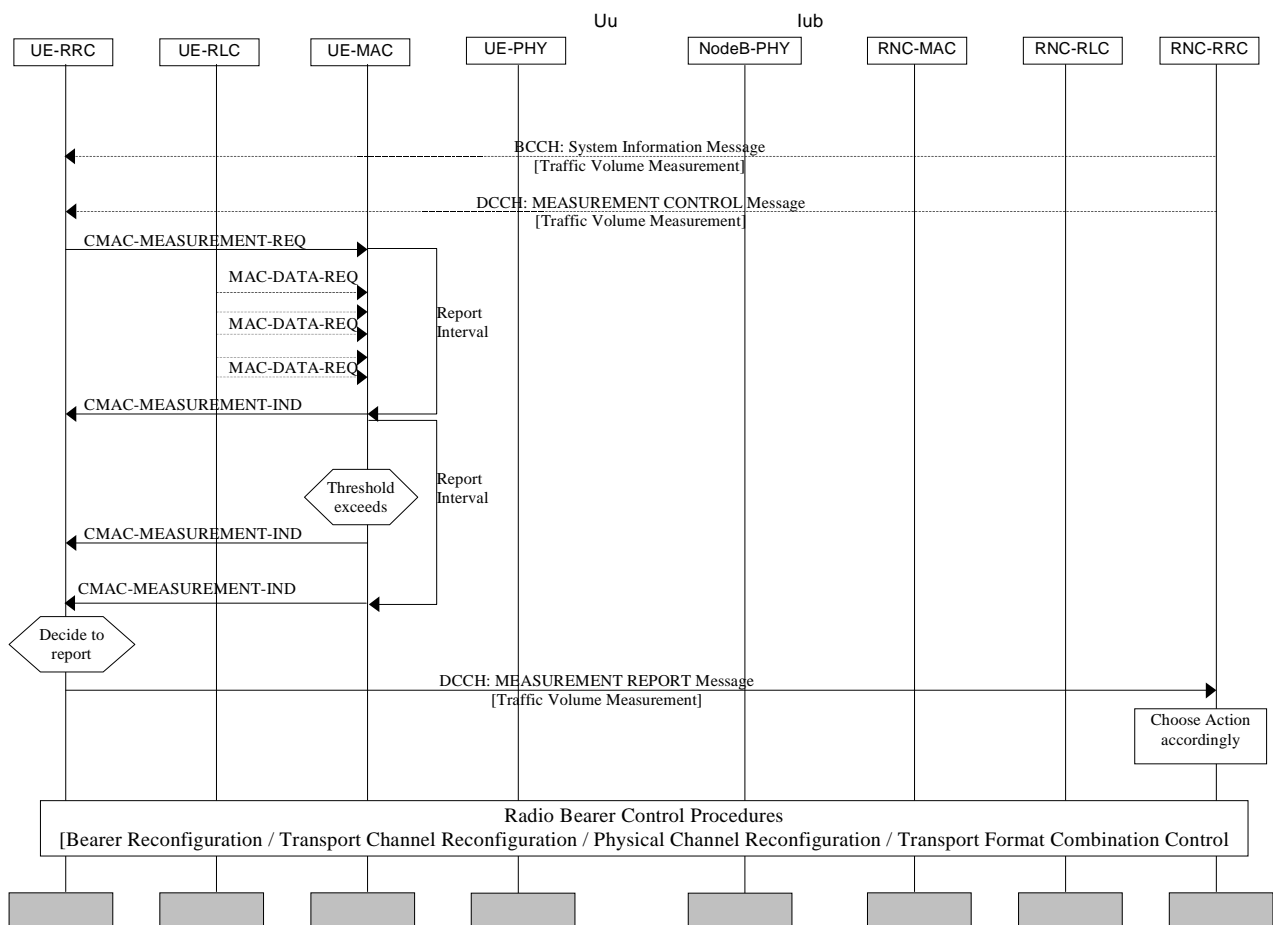 Uu Iub
UE-RRC UE-RLC UE-MAC UE-PHY NodeB-PHY RNC-MAC RNC-RLC RNC-RRC
BCCH: System Information Message
[Traffic Volume Measurement]
DCCH: MEASUREMENT CONTROL Message
[Traffic Volume Measurement]
CMAC-MEASUREMENT-REQ
MAC-DATA-REQ
MAC-DATA-REQ
MAC-DATA-REQ
Report
Interval
CMAC-MEASUREMENT-IND
Threshold
exceeds
Report
Interval
CMAC-MEASUREMENT-IND
CMAC-MEASUREMENT-IND
Decide to
report
DCCH: MEASUREMENT REPORT Message
[Traffic Volume Measurement]
Choose Action
accordingly
Radio Bearer Control Procedures
[Bearer Reconfiguration / Transport Channel Reconfiguration / Physical Channel Reconfiguration / Transport Format Combination Control